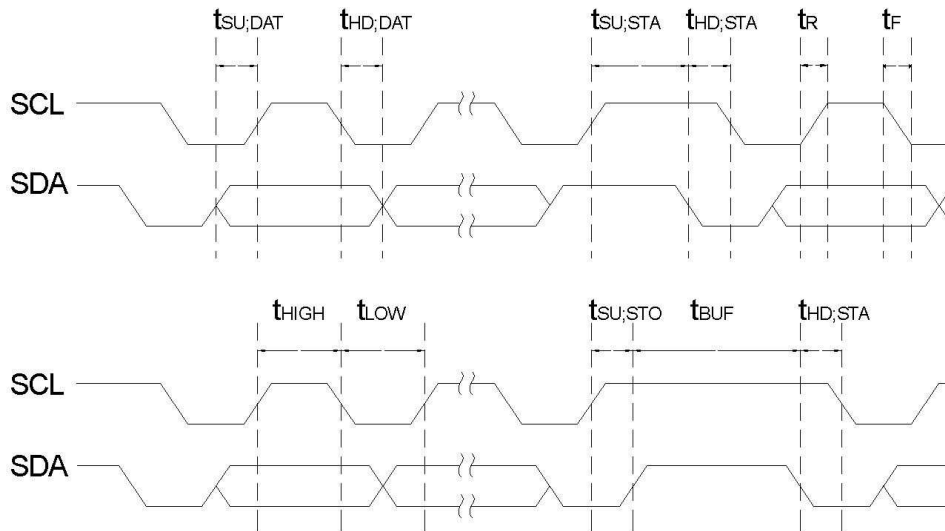 tSU;DAT tHD;DAT tSU;STA tHD;STA tR tF
SCL
SDA
tHIGH tLOW tSU;STO tBUF tHD;STA
SCL
SDA